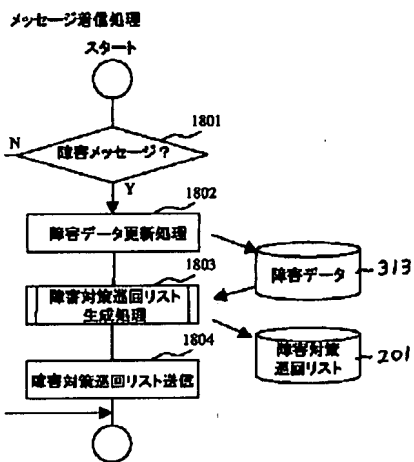 メッセージ着信処理
スタート
1801
N
障害メッセージ?
Y
1802
障害データ更新処理
障害データ
313
1803
障害対策巡回リスト
生成処理
障害対策
巡回リスト
201
1804
障害対策巡回リスト送信